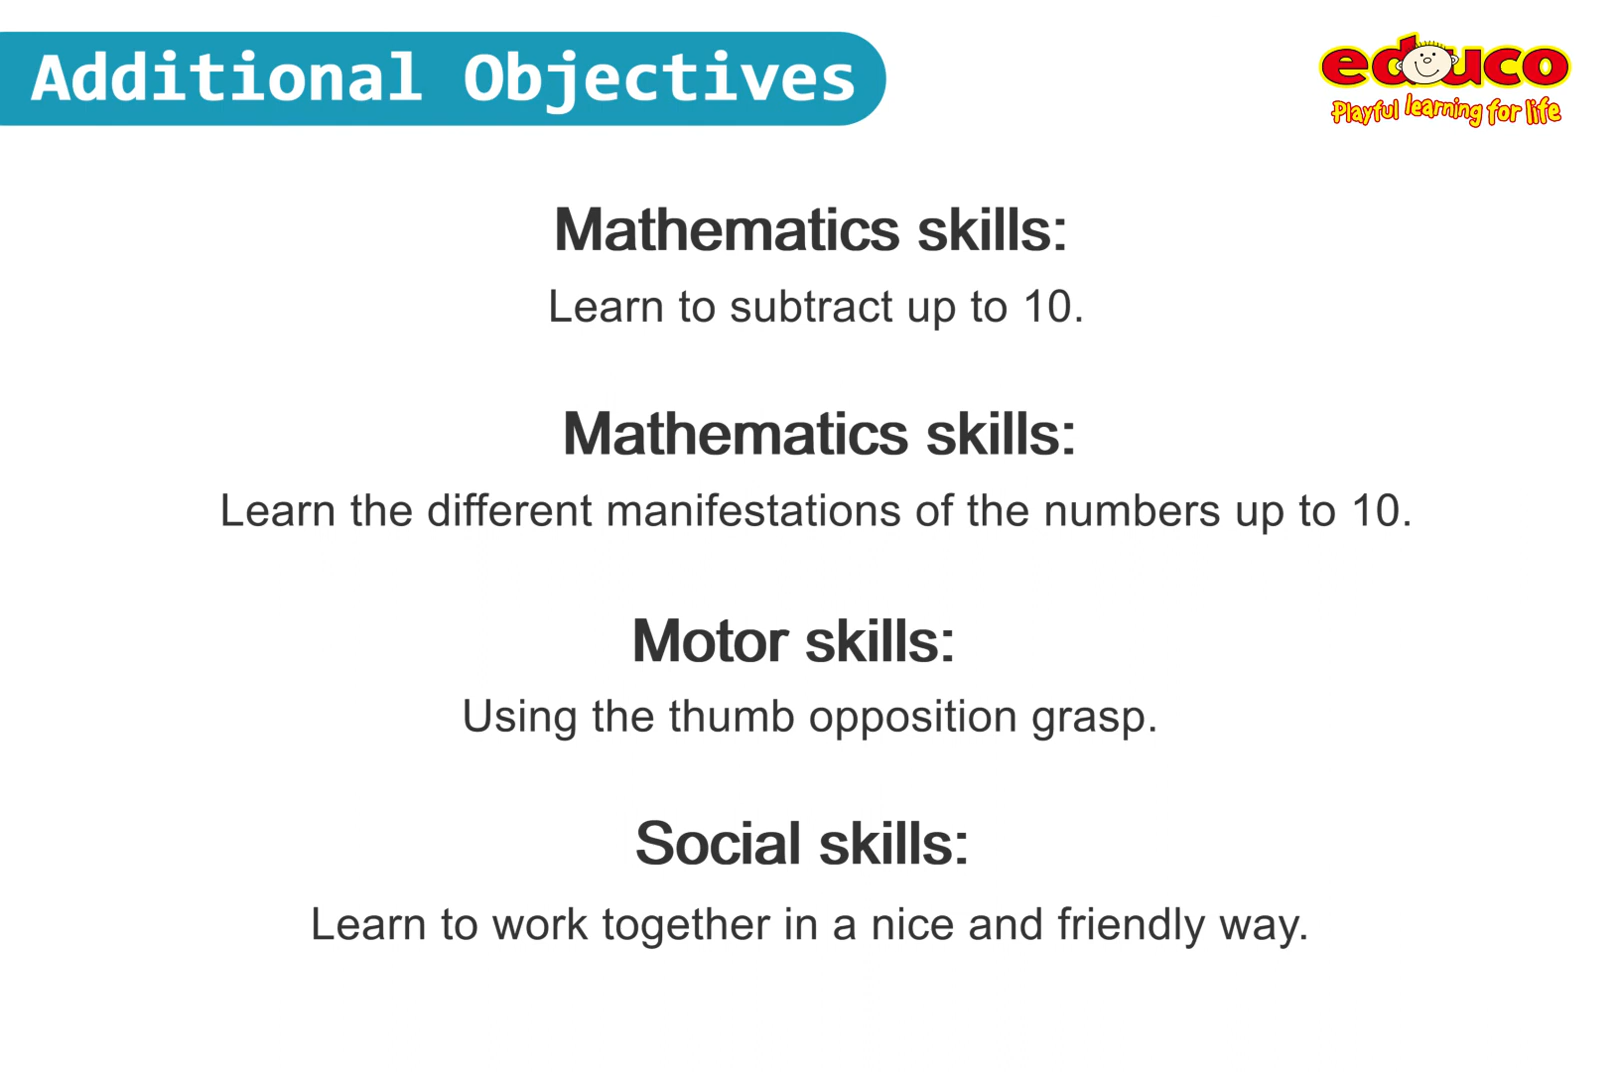 Additional Objectives
educo
Playful learning for life
Mathematics skills:
Learn to subtract up to 10.
Mathematics skills:
Learn the different manifestations of the numbers up to 10.
Motor skills:
Using the thumb opposition grasp.
Social skills:
Learn to work together in a nice and friendly way.